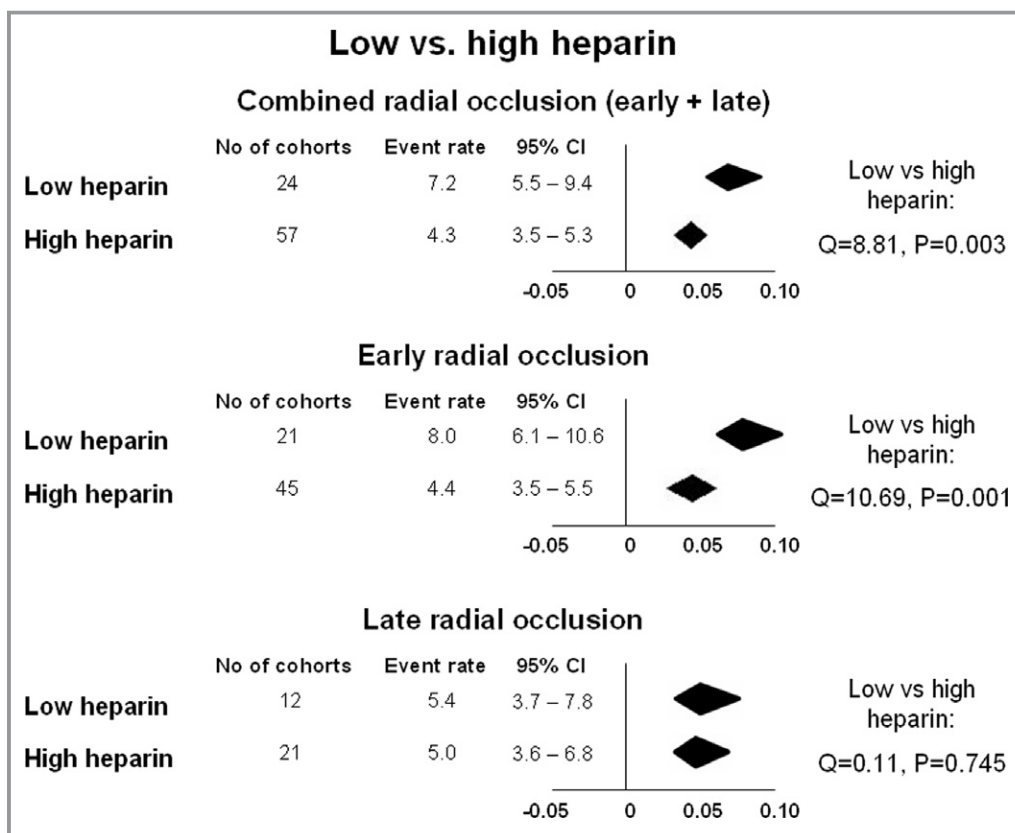 Low vs. high heparin
Combined radial occlusion (early + late)
No of cohorts Event rate 95% CI
Low heparin 24 7.2 5.5 – 9.4
High heparin 57 4.3 3.5 – 5.3
Low vs high
heparin:
Q=8.81, P=0.003
-0.05 0 0.05 0.10
Early radial occlusion
No of cohorts Event rate 95% CI
Low heparin 21 8.0 6.1 – 10.6
High heparin 45 4.4 3.5 – 5.5
Low vs high
heparin:
Q=10.69, P=0.001
-0.05 0 0.05 0.10
Late radial occlusion
No of cohorts Event rate 95% CI
Low heparin 12 5.4 3.7 – 7.8
High heparin 21 5.0 3.6 – 6.8
Low vs high
heparin:
Q=0.11, P=0.745
-0.05 0 0.05 0.10